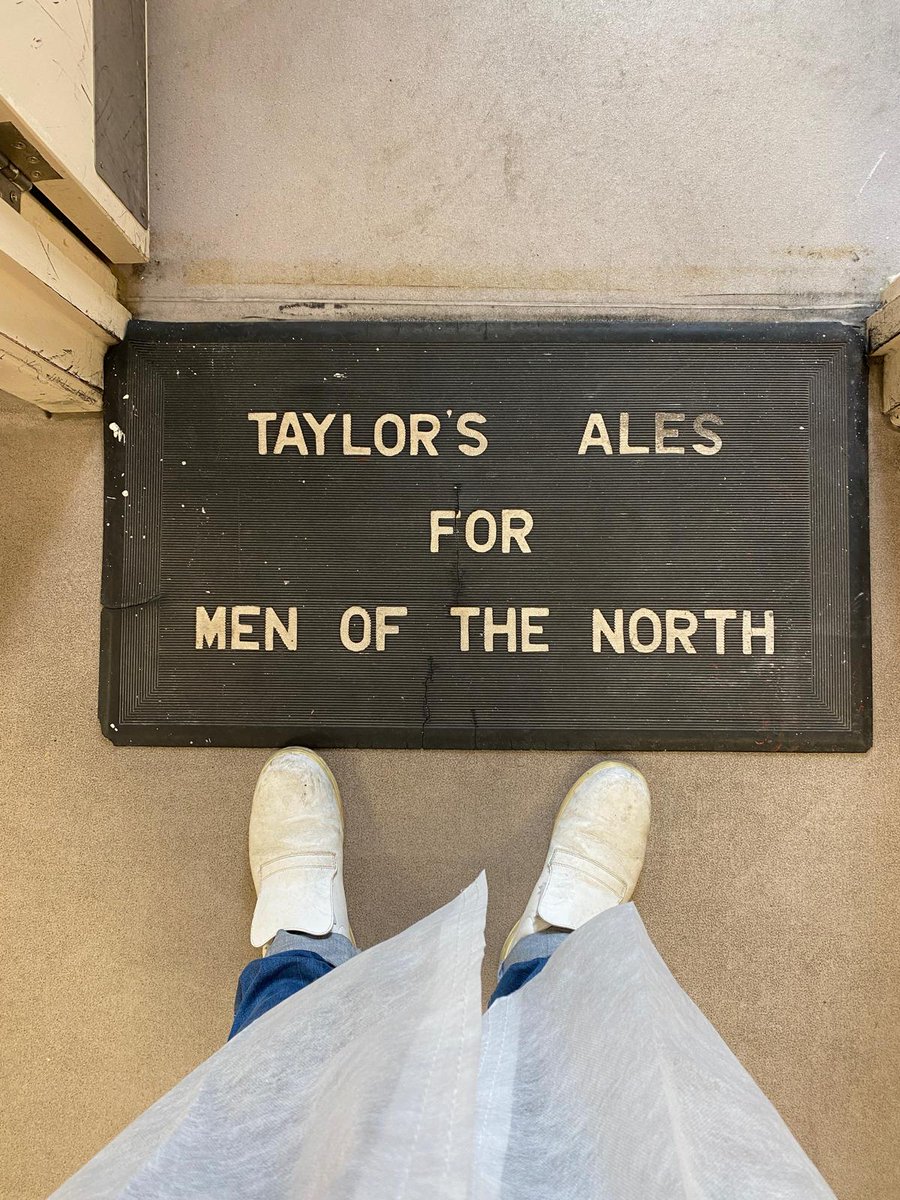 TAYLOR'S ALES
FOR
MEN OF THE NORTH